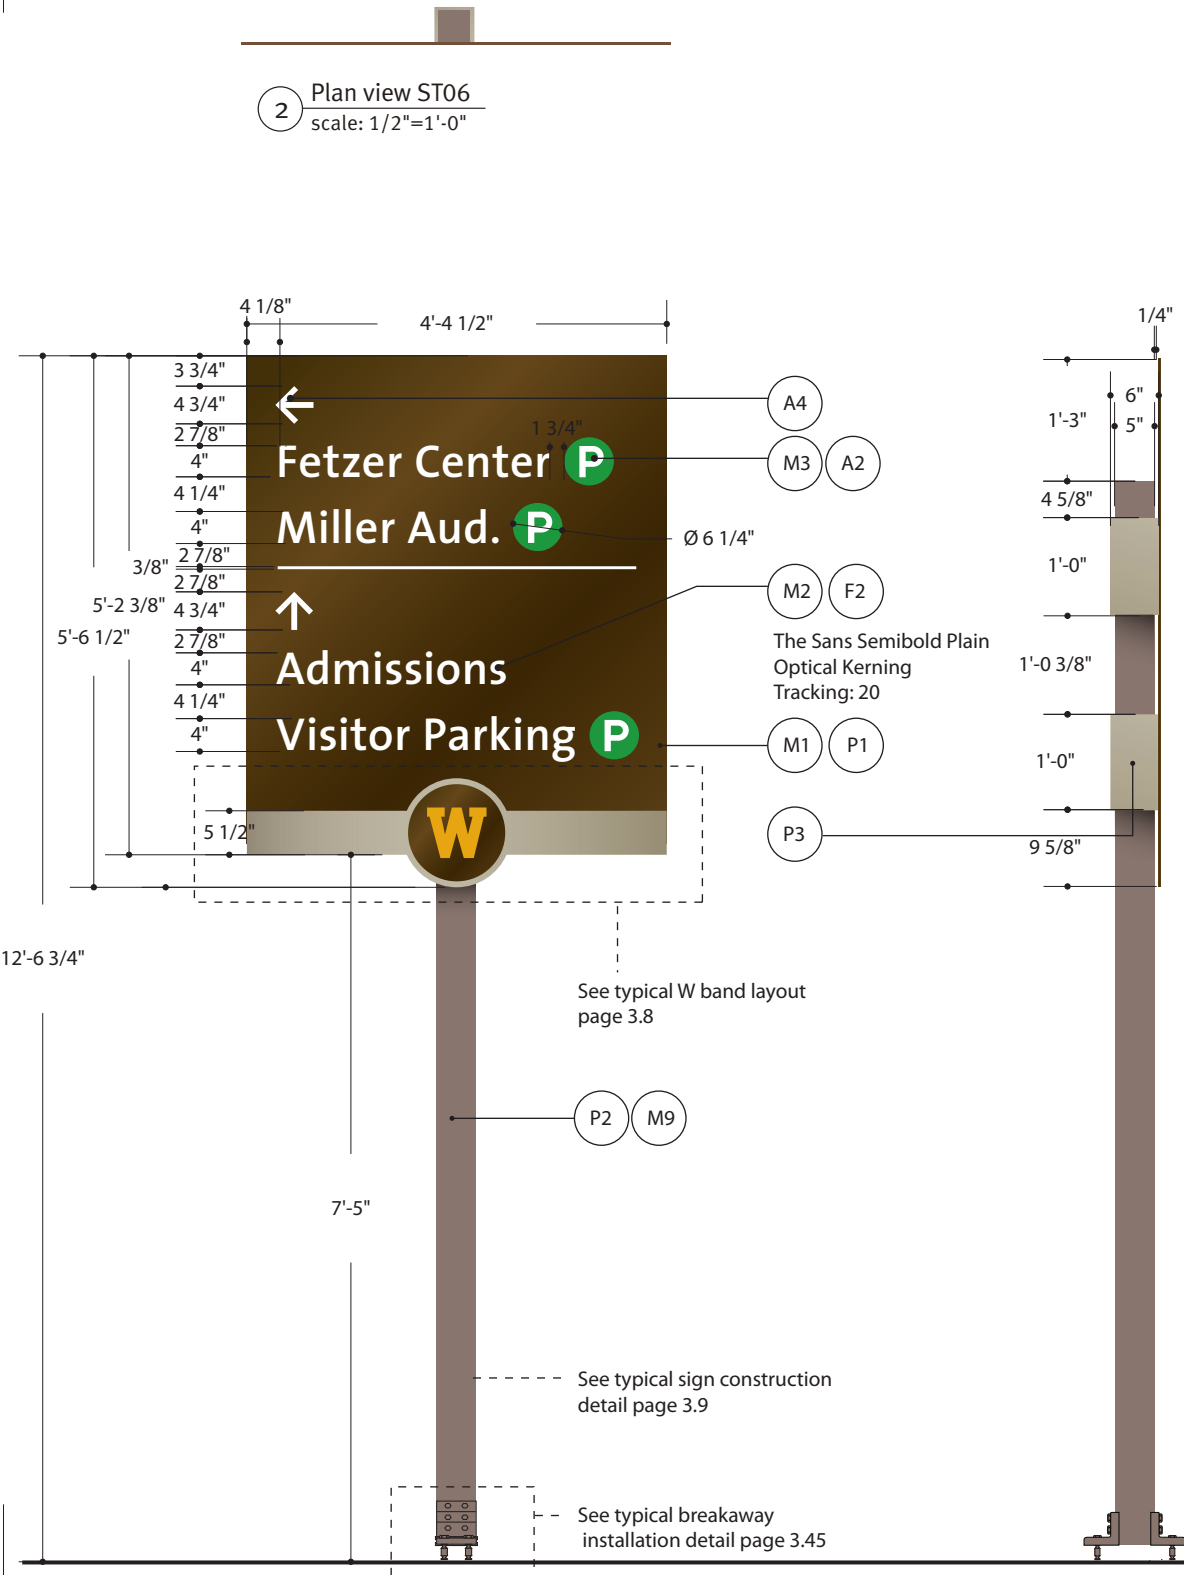 2
Plan view ST06
scale: 1/2"=1'-0"
4 1/8"
4'-4 1/2"
1/4"
3 3/4"
4 3/4"
2 7/8"
4"
4 1/4"
4"
2 7/8"
3/8"
2 7/8"
4 3/4"
2 7/8"
4"
4 1/4"
4"
5'-2 3/8"
5'-6 1/2"
5 1/2"
12'-6 3/4"
7'-5"
1 3/4"
Fetzer Center P
Miller Aud. P
Admissions
Visitor Parking P
W
A4
M3 A2
Ø 6 1/4"
M2 F2
The Sans Semibold Plain
Optical Kerning
Tracking: 20
M1 P1
P3
6"
5"
1'-3"
4 5/8"
1'-0"
1'-0 3/8"
1'-0"
9 5/8"
See typical W band layout
page 3.8
P2 M9
See typical sign construction
detail page 3.9
See typical breakaway
installation detail page 3.45